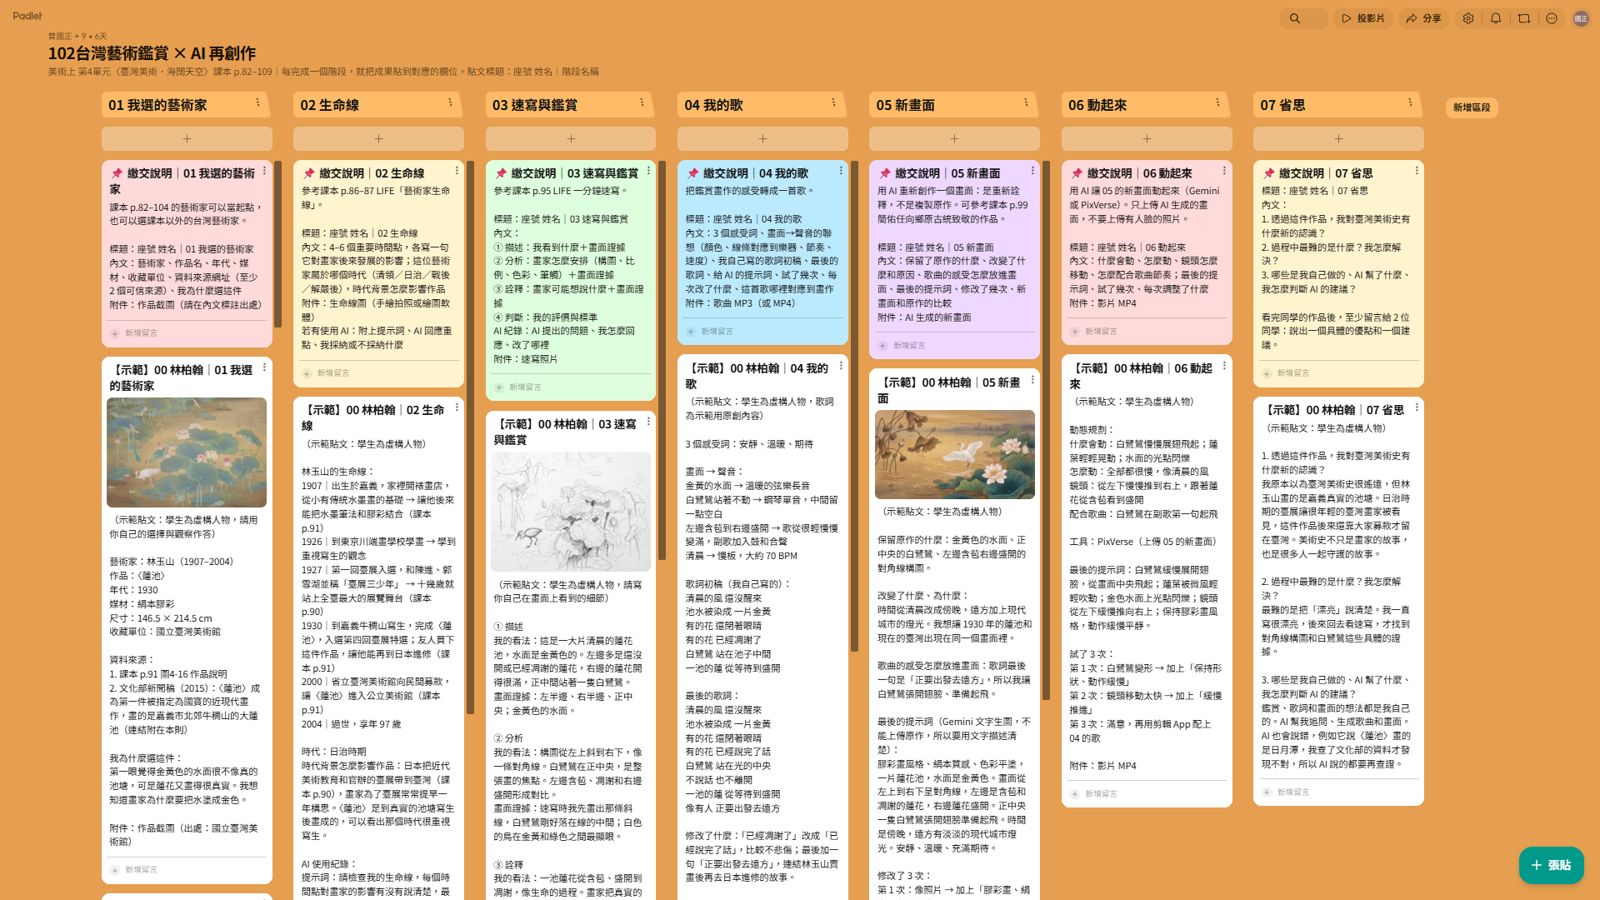 Padlet
投影片
分享
曾國正 + 9 • 6天
102台灣藝術鑑賞 × AI 再創作
美術上 第4單元〈臺灣美術・海闊天空〉課本 p.82–109｜每完成一個階段，就把成果貼到對應的欄位。貼文標題：座號 姓名｜階段名稱
01 我選的藝術家
📌 繳交說明｜01 我選的藝術
家
課本 p.82–104 的藝術家可以當起點，
也可以選課本以外的台灣藝術家。
標題：座號 姓名｜01 我選的藝術家
內文：藝術家、作品名、年代、媒
材、收藏單位、資料來源網址（至少
2 個可信來源）、我為什麼選這件
附件：作品截圖（請在內文標註出處）
新增留言
【示範】00 林柏翰｜01 我選
的藝術家
（示範貼文：學生為虛構人物，請用
你自己的選擇與觀察作答）
藝術家：林玉山（1907–2004）
作品：〈蓮池〉
年代：1930
媒材：絹本膠彩
尺寸：146.5 × 214.5 cm
收藏單位：國立臺灣美術館
資料來源：
1. 課本 p.91 圖4-16 作品說明
2. 文化部新聞稿（2015）：〈蓮池〉成
為第一件被指定為國寶的近現代畫
作，畫的是嘉義市北郊牛稠山的大蓮
池（連結附在本則）
我為什麼選這件：
第一眼覺得金黃色的水面很不像真的
池塘，可是蓮花又畫得很真實。我想
知道畫家為什麼要把水塗成金色。
附件：作品截圖（出處：國立臺灣美
術館）
新增留言
02 生命線
📌 繳交說明｜02 生命線
參考課本 p.86–87 LIFE「藝術家生命
線」。
標題：座號 姓名｜02 生命線
內文：4–6 個重要時間點，各寫一句
它對畫家後來發展的影響；這位藝術
家屬於哪個時代（清領／日治／戰後
／解嚴後），時代背景怎麼影響作品
附件：生命線圖（手繪拍照或繪圖軟
體）
若有使用 AI：附上提示詞、AI 回應重
點、我採納或不採納什麼
新增留言
【示範】00 林柏翰｜02 生命
線
（示範貼文：學生為虛構人物）
林玉山的生命線：
1907｜出生於嘉義，家裡開裱畫店，
從小有傳統水墨畫的基礎 → 讓他後來
能把水墨筆法和膠彩結合（課本
p.91）
1926｜到東京川端畫學校學畫 → 學到
重視寫生的觀念
1927｜第一回臺展入選，和陳進、郭
雪湖並稱「臺展三少年」 → 十幾歲就
站上全臺最大的展覽舞台（課本
p.90）
1930｜到嘉義牛稠山寫生，完成〈蓮
池〉，入選第四回臺展特選；友人買下
這件作品，讓他能再到日本進修（課
本 p.91）
2000｜省立臺灣美術館向民間募款，
讓〈蓮池〉進入公立美術館（課本
p.91）
2004｜過世，享年 97 歲
時代：日治時期
時代背景怎麼影響作品：日本把近代
美術教育和官辦的臺展帶到臺灣（課
本 p.90），畫家為了臺展常常提早一
年構思。〈蓮池〉是到真實的池塘寫生
後畫成的，可以看出那個時代很重視
寫生。
AI 使用紀錄：
提示詞：請檢查我的生命線，每個時
間點對畫家的影響有沒有說清楚，最
03 速寫與鑑賞
📌 繳交說明｜03 速寫與鑑賞
參考課本 p.95 LIFE 一分鐘速寫。
標題：座號 姓名｜03 速寫與鑑賞
內文：
① 描述：我看到什麼＋畫面證據
② 分析：畫家怎麼安排（構圖、比
例、色彩、筆觸）＋畫面證據
③ 詮釋：畫家可能想說什麼＋畫面證
據
④ 判斷：我的評價與標準
AI 紀錄：AI 提出的問題、我怎麼回
應、改了哪裡
附件：速寫照片
新增留言
【示範】00 林柏翰｜03 速寫
與鑑賞
（示範貼文：學生為虛構人物，請寫
你自己在畫面上看到的細節）
① 描述
我的看法：這是一大片清晨的蓮花
池，水面是金黃色的。左邊多是還沒
開或已經凋謝的蓮花，右邊的蓮花開
得很滿，正中間站著一隻白鷺鷥。
畫面證據：左半邊、右半邊、正中
央；金黃色的水面。
② 分析
我的看法：構圖從左上斜到右下，像
一條對角線。白鷺鷥在正中央，是整
張畫的焦點。左邊含苞、凋謝和右邊
盛開形成對比。
畫面證據：速寫時我先畫出那條斜
線，白鷺鷥剛好落在線的中間；白色
的鳥在金黃和綠色之間最顯眼。
③ 詮釋
我的看法：一池蓮花從含苞、盛開到
凋謝，像生命的過程。畫家把真實的
04 我的歌
📌 繳交說明｜04 我的歌
把鑑賞畫作的感受轉成一首歌。
標題：座號 姓名｜04 我的歌
內文：3 個感受詞、畫面→聲音的聯
想（顏色、線條對應到樂器、節奏、
速度）、我自己寫的歌詞初稿、最後的
歌詞、給 AI 的提示詞、試了幾次、每
次改了什麼、這首歌哪裡對應到畫作
附件：歌曲 MP3（或 MP4）
新增留言
【示範】00 林柏翰｜04 我的
歌
（示範貼文：學生為虛構人物，歌詞
為示範用原創內容）
3 個感受詞：安靜、溫暖、期待
畫面 → 聲音：
金黃的水面 → 溫暖的弦樂長音
白鷺鷥站著不動 → 鋼琴單音，中間留
一點空白
左邊含苞到右邊盛開 → 歌從很輕慢慢
變滿，副歌加入鼓和合聲
清晨 → 慢板，大約 70 BPM
歌詞初稿（我自己寫的）：
清晨的風 還沒醒來
池水被染成 一片金黃
有的花 還閉著眼睛
有的花 已經凋謝了
白鷺鷥 站在池子中間
一池的蓮 從等待到盛開
最後的歌詞：
清晨的風 還沒醒來
池水被染成 一片金黃
有的花 還閉著眼睛
有的花 已經說完了話
白鷺鷥 站在光的中央
不說話 也不離開
一池的蓮 從等待到盛開
像有人 正要出發去遠方
修改了什麼：「已經凋謝了」改成「已
經說完了話」，比較不悲傷；最後加一
句「正要出發去遠方」，連結林玉山賣
畫後再去日本進修的故事。
05 新畫面
📌 繳交說明｜05 新畫面
用 AI 重新創作一個畫面：是重新詮
釋，不是複製原作。可參考課本 p.99
簡佑任向鄉原古統致敬的作品。
標題：座號 姓名｜05 新畫面
內文：保留了原作的什麼、改變了什
麼和原因、歌曲的感受怎麼放進畫
面、最後的提示詞、修改了幾次、新
畫面和原作的比較
附件：AI 生成的新畫面
新增留言
【示範】00 林柏翰｜05 新畫
面
（示範貼文：學生為虛構人物）
保留原作的什麼：金黃色的水面、正
中央的白鷺鷥、左邊含苞右邊盛開的
對角線構圖。
改變了什麼、為什麼：
時間從清晨改成傍晚，遠方加上現代
城市的燈光。我想讓 1930 年的蓮池和
現在的臺灣出現在同一個畫面裡。
歌曲的感受怎麼放進畫面：歌詞最後
一句是「正要出發去遠方」，所以我讓
白鷺鷥張開翅膀、準備起飛。
最後的提示詞（Gemini 文字生圖，不
能上傳原作，所以要用文字描述清
楚）：
膠彩畫風格、絹本質感、色彩平塗，
一片蓮花池，水面是金黃色。畫面從
左上到右下呈對角線，左邊是含苞和
凋謝的蓮花，右邊蓮花盛開。正中央
一隻白鷺鷥張開翅膀準備起飛。時間
是傍晚，遠方有淡淡的現代城市燈
光。安靜、溫暖、充滿期待。
修改了 3 次：
第 1 次：像照片 → 加上「膠彩畫、絹
06 動起來
📌 繳交說明｜06 動起來
用 AI 讓 05 的新畫面動起來（Gemini
或 PixVerse）。只上傳 AI 生成的畫
面，不要上傳有人臉的照片。
標題：座號 姓名｜06 動起來
內文：什麼會動、怎麼動、鏡頭怎麼
移動、怎麼配合歌曲節奏；最後的提
示詞、試了幾次、每次調整了什麼
附件：影片 MP4
新增留言
【示範】00 林柏翰｜06 動起
來
（示範貼文：學生為虛構人物）
動態規劃：
什麼會動：白鷺鷥慢慢展翅飛起；蓮
葉輕輕晃動；水面的光點閃爍
怎麼動：全部都很慢，像清晨的風
鏡頭：從左下慢慢推到右上，跟著蓮
花從含苞看到盛開
配合歌曲：白鷺鷥在副歌第一句起飛
工具：PixVerse（上傳 05 的新畫面）
最後的提示詞：白鷺鷥緩慢展開翅
膀，從畫面中央飛起；蓮葉被微風輕
輕吹動；金色水面上光點閃爍；鏡頭
從左下緩慢推向右上；保持膠彩畫風
格，動作緩慢平靜。
試了 3 次：
第 1 次：白鷺鷥變形 → 加上「保持形
狀、動作緩慢」
第 2 次：鏡頭移動太快 → 加上「緩慢
推進」
第 3 次：滿意，再用剪輯 App 配上
04 的歌
附件：影片 MP4
新增留言
07 省思
📌 繳交說明｜07 省思
標題：座號 姓名｜07 省思
內文：
1. 透過這件作品，我對臺灣美術史有
什麼新的認識？
2. 過程中最難的是什麼？我怎麼解
決？
3. 哪些是我自己做的、AI 幫了什麼、
我怎麼判斷 AI 的建議？
看完同學的作品後，至少留言給 2 位
同學：說出一個具體的優點和一個建
議。
新增留言
【示範】00 林柏翰｜07 省思
（示範貼文：學生為虛構人物）
1. 透過這件作品，我對臺灣美術史有
什麼新的認識？
我原本以為臺灣美術史很遙遠，但林
玉山畫的是嘉義真實的池塘。日治時
期的臺展讓很年輕的臺灣畫家被看
見，這件作品後來還靠大家募款才留
在臺灣。美術史不只是畫家的故事，
也是很多人一起守護的故事。
2. 過程中最難的是什麼？我怎麼解
決？
最難的是把「漂亮」說清楚。我一直
寫很漂亮，後來回去看速寫，才找到
對角線構圖和白鷺鷥這些具體的證
據。
3. 哪些是我自己做的、AI 幫了什麼、
我怎麼判斷 AI 的建議？
鑑賞、歌詞和畫面的想法都是我自己
的。AI 幫我追問、生成歌曲和畫面。
AI 也會說錯，例如它說〈蓮池〉畫的
是日月潭，我查了文化部的資料才發
現不對，所以 AI 說的都要再查證。
新增留言
新增區段
張貼